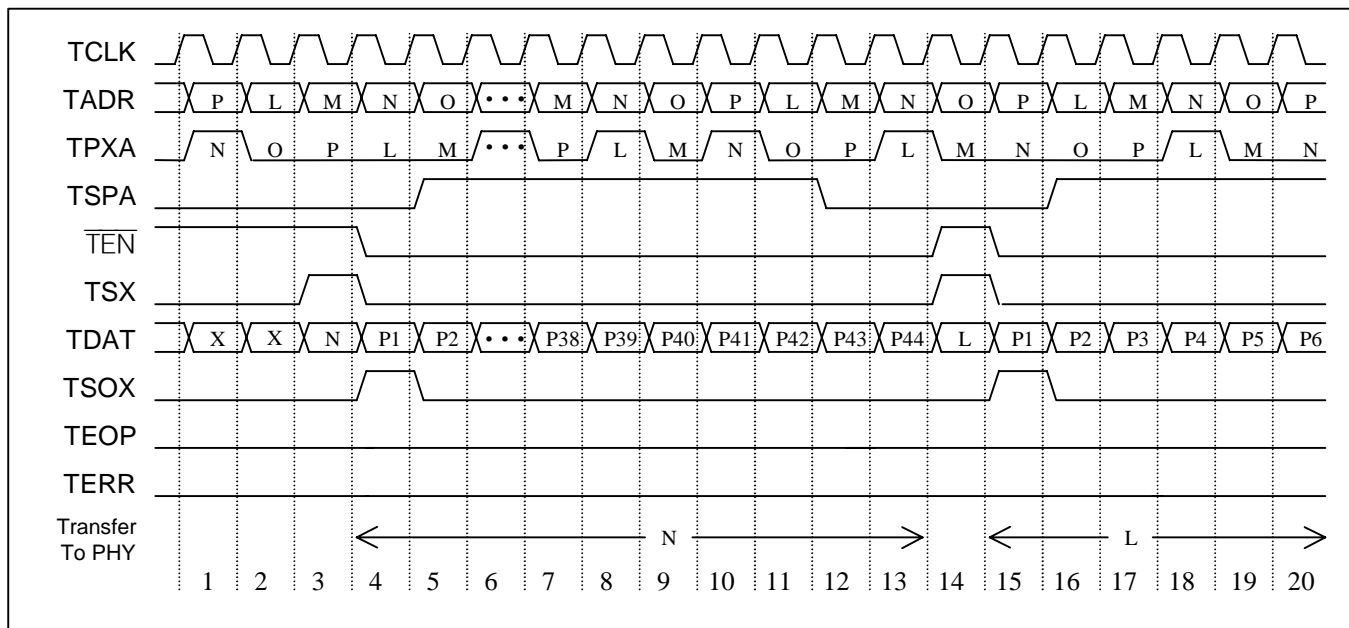 TCLK
TADR P L M N O ... M N O P L M N O P L M N O P
TPXA N O P L M ... P L M N O P L M N O P L M N
TSPA
TEN
TSX
TDAT X X N P1 P2 ... P38 P39 P40 P41 P42 P43 P44 L P1 P2 P3 P4 P5 P6
TSOX
TEOP
TERR
Transfer
To PHY N L
1 2 3 4 5 6 7 8 9 10 11 12 13 14 15 16 17 18 19 20